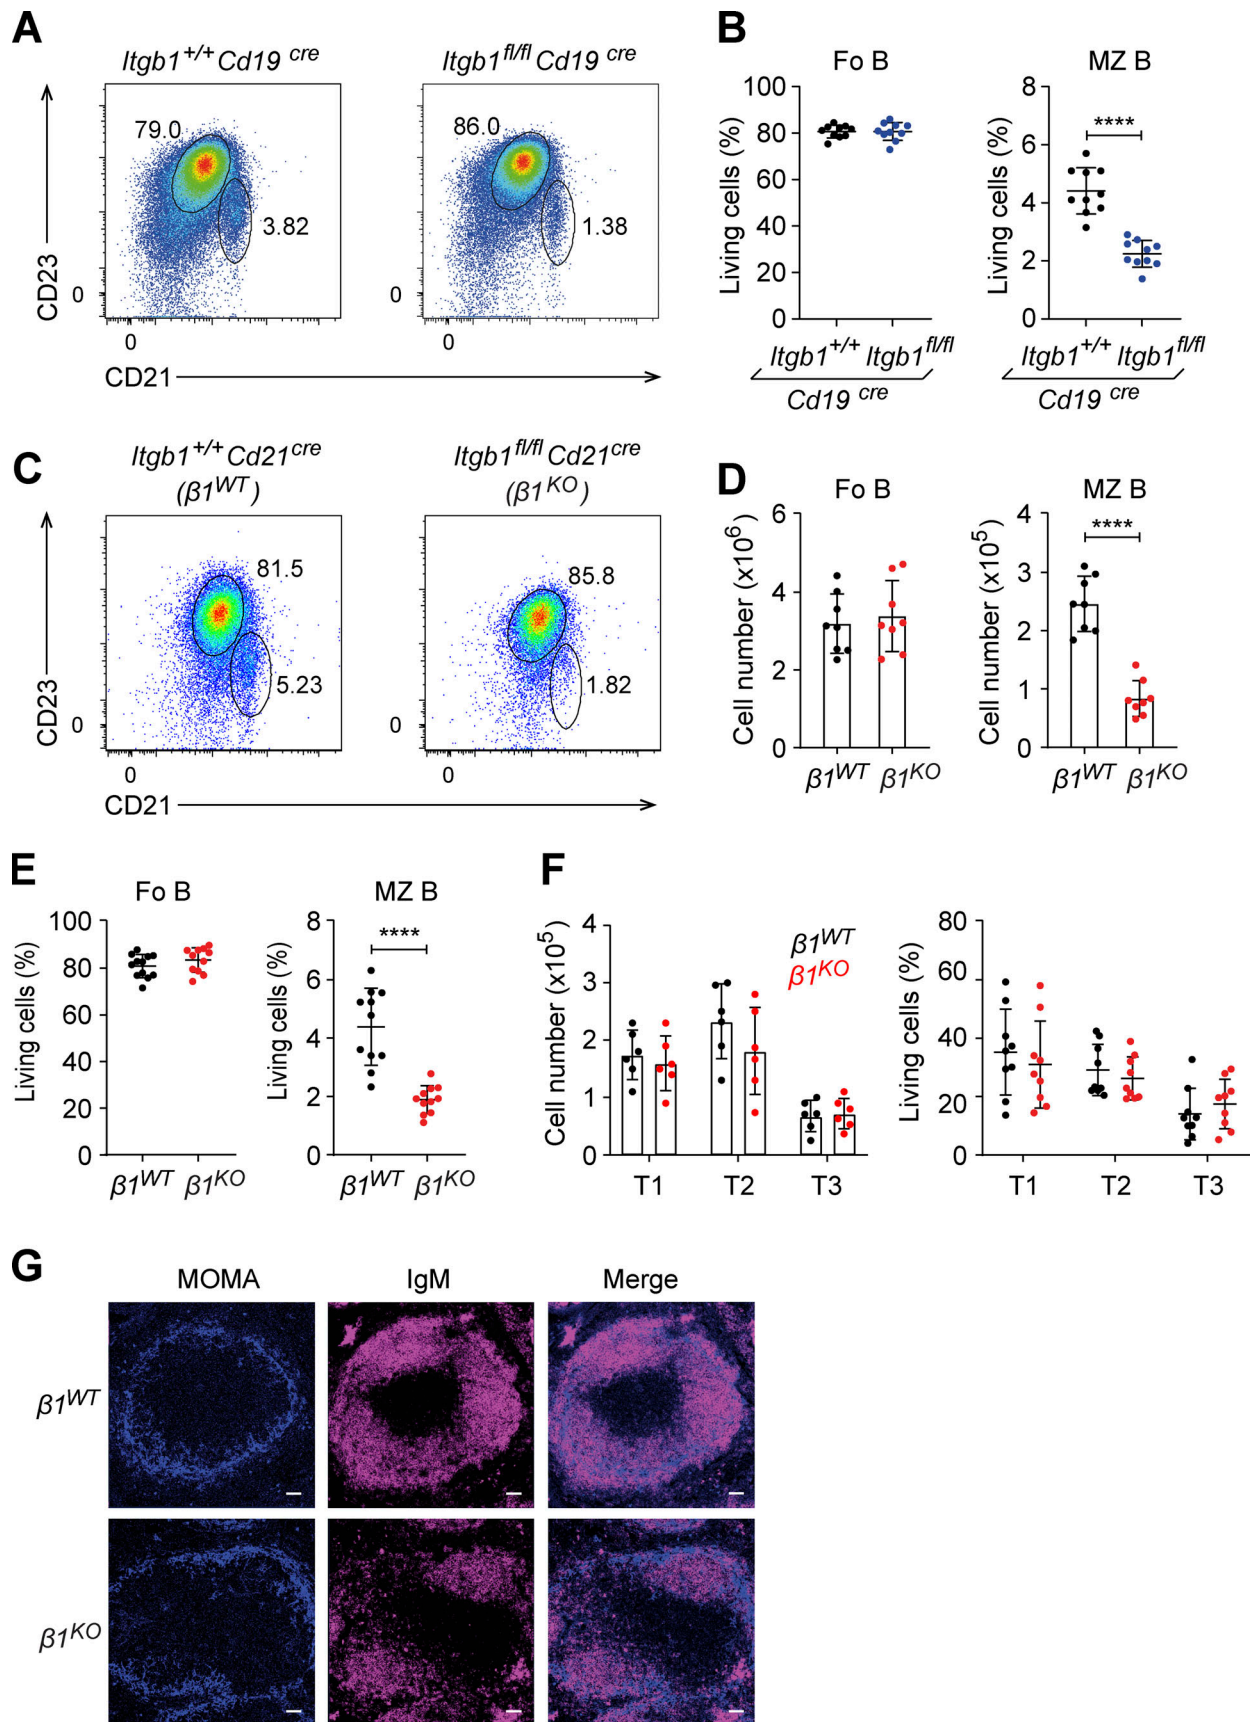 A
Itgb1+/+ Cd19 cre
Itgb1fl/fl Cd19 cre
79.0
3.82
86.0
1.38
CD23
0
0
0
0
CD21
B
Fo B
MZ B
Living cells (%)
100
80
60
40
20
0
Living cells (%)
8
6
4
2
0
****
Itgb1+/+ Itgb1fl/fl
Cd19 cre
Itgb1+/+ Itgb1fl/fl
Cd19 cre
C
Itgb1+/+ Cd21cre
(β1WT)
Itgb1fl/fl Cd21cre
(β1KO)
81.5
5.23
85.8
1.82
CD23
0
0
0
0
CD21
D
Fo B
MZ B
Cell number (x10^6)
6
4
2
0
β1WT β1KO
Cell number (x10^5)
4
3
2
1
0
****
β1WT β1KO
E
Fo B
MZ B
Living cells (%)
100
80
60
40
20
0
β1WT β1KO
Living cells (%)
8
6
4
2
0
****
β1WT β1KO
F
Cell number (x10^5)
4
3
2
1
0
T1 T2 T3
β1WT
β1KO
Living cells (%)
80
60
40
20
0
T1 T2 T3
G
MOMA IgM Merge
β1WT
β1KO